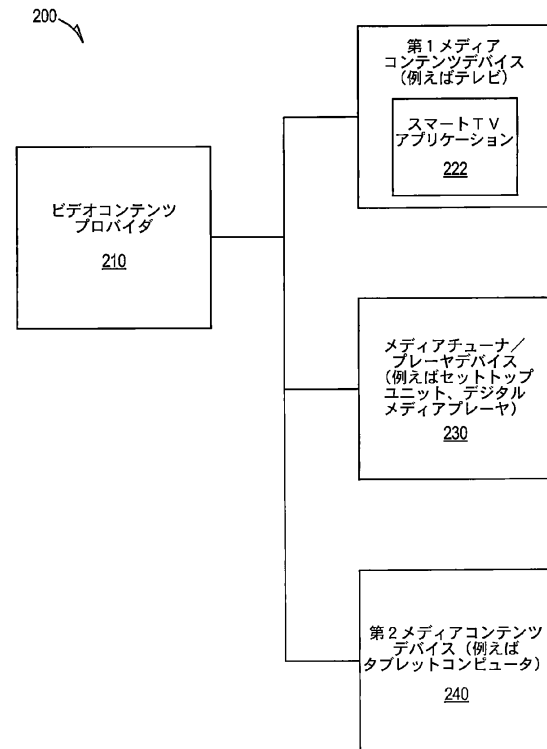 200
第1メディア
コンテンツデバイス
(例えばテレビ)
スマートTV
アプリケーション
222
ビデオコンテンツ
プロバイダ
210
メディアチューナ/
プレーヤデバイス
(例えばセットトップ
ユニット、デジタル
メディアプレーヤ)
230
第2メディアコンテンツ
デバイス(例えば
タブレットコンピュータ)
240